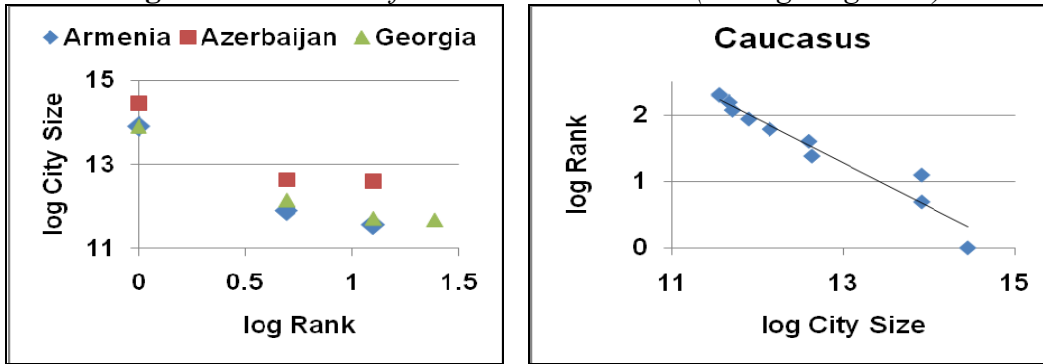 Armenia Azerbaijan Georgia
15
13
11
log City Size
0 0.5 1 1.5
log Rank
Caucasus
2
1
0
log Rank
11 13 15
log City Size